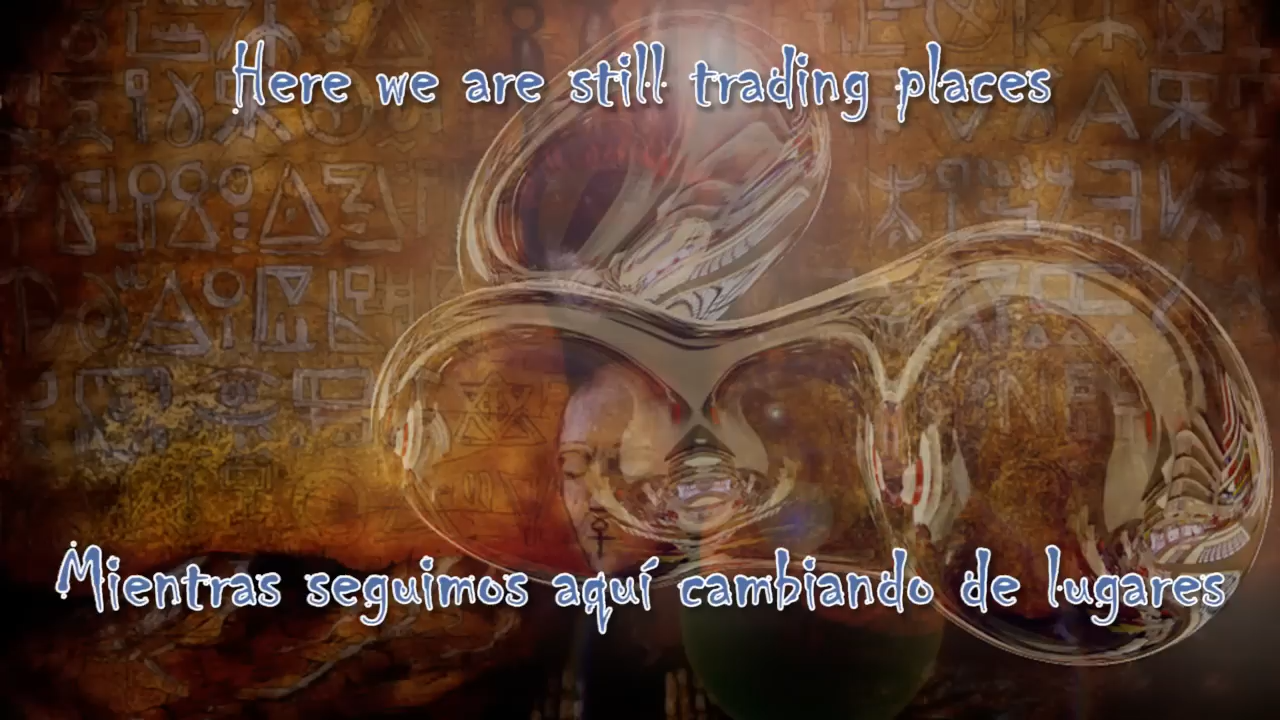 Here we are still trading places
Mientras seguimos aquí cambiando de lugares